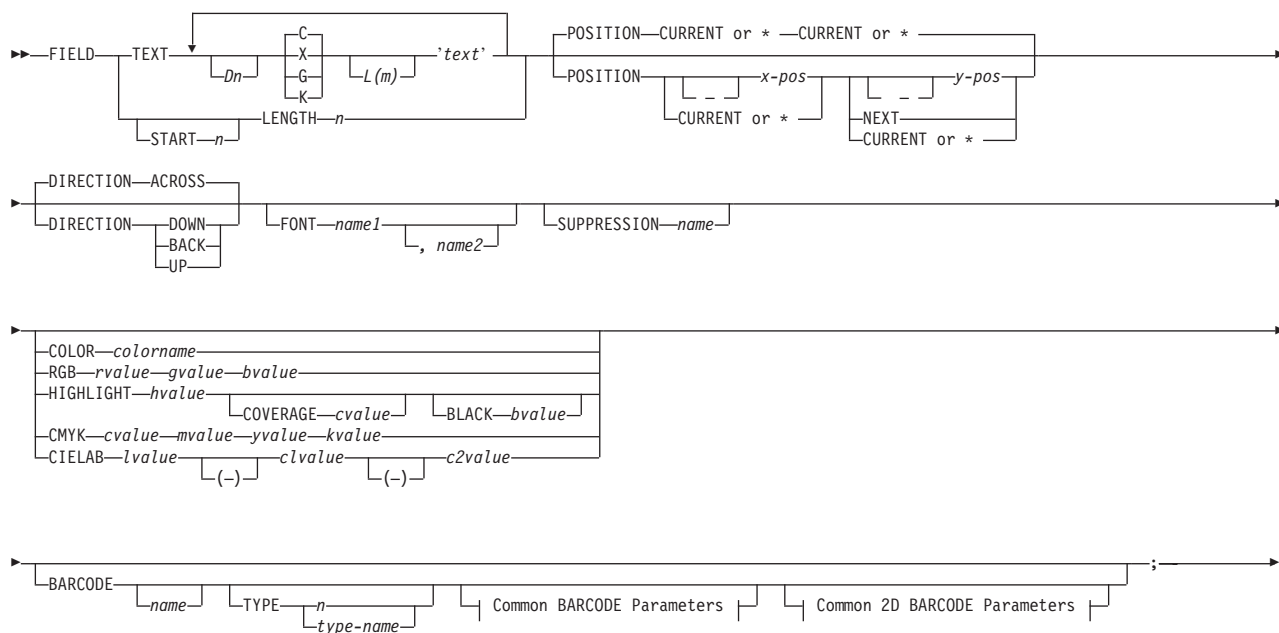 C
POSITION CURRENT or * CURRENT or *
FIELD TEXT X 'text' POSITION x-pos y-pos
Dn G L(m) – –
K CURRENT or * NEXT
LENGTH n CURRENT or *
START n
DIRECTION ACROSS
DIRECTION DOWN FONT name1 SUPPRESSION name
BACK , name2
UP
COLOR colorname
RGB rvalue gvalue bvalue
HIGHLIGHT hvalue
COVERAGE cvalue BLACK bvalue
CMYK cvalue mvalue yvalue kvalue
CIELAB lvalue c1value c2value
(–) (–)
;
BARCODE
name TYPE n Common BARCODE Parameters Common 2D BARCODE Parameters
type-name